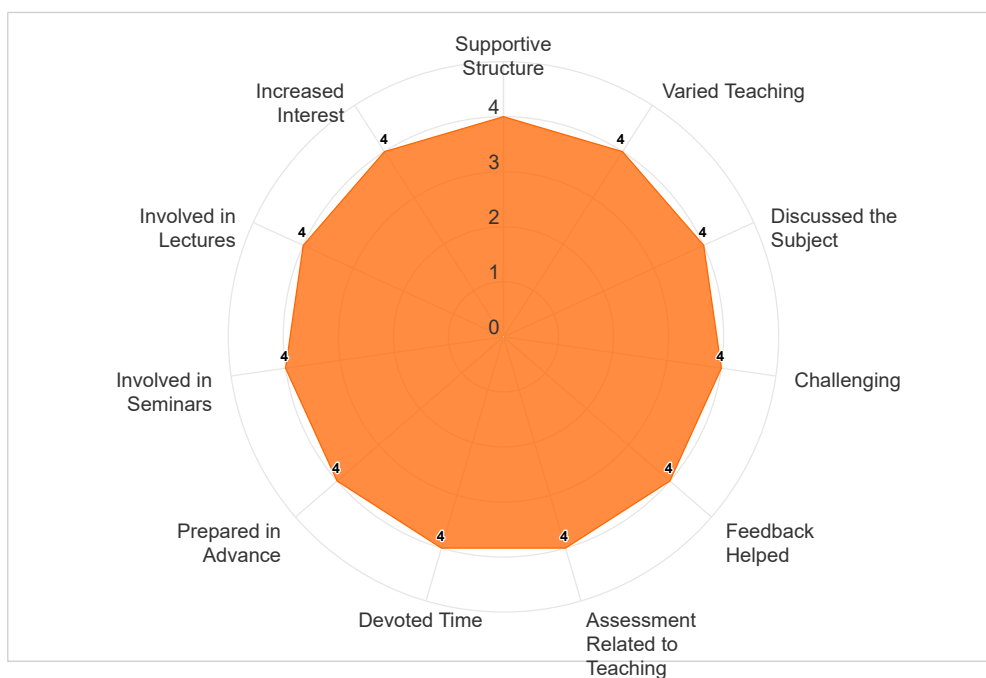 Supportive
Structure
Increased
Interest
Varied Teaching
4
4
4
3
Involved in
Lectures
4
2
4
Discussed the
Subject
1
0
Involved in
Seminars
4
4
Challenging
4
4
Prepared in
Advance
Feedback
Helped
4
4
Devoted Time
Assessment
Related to
Teaching